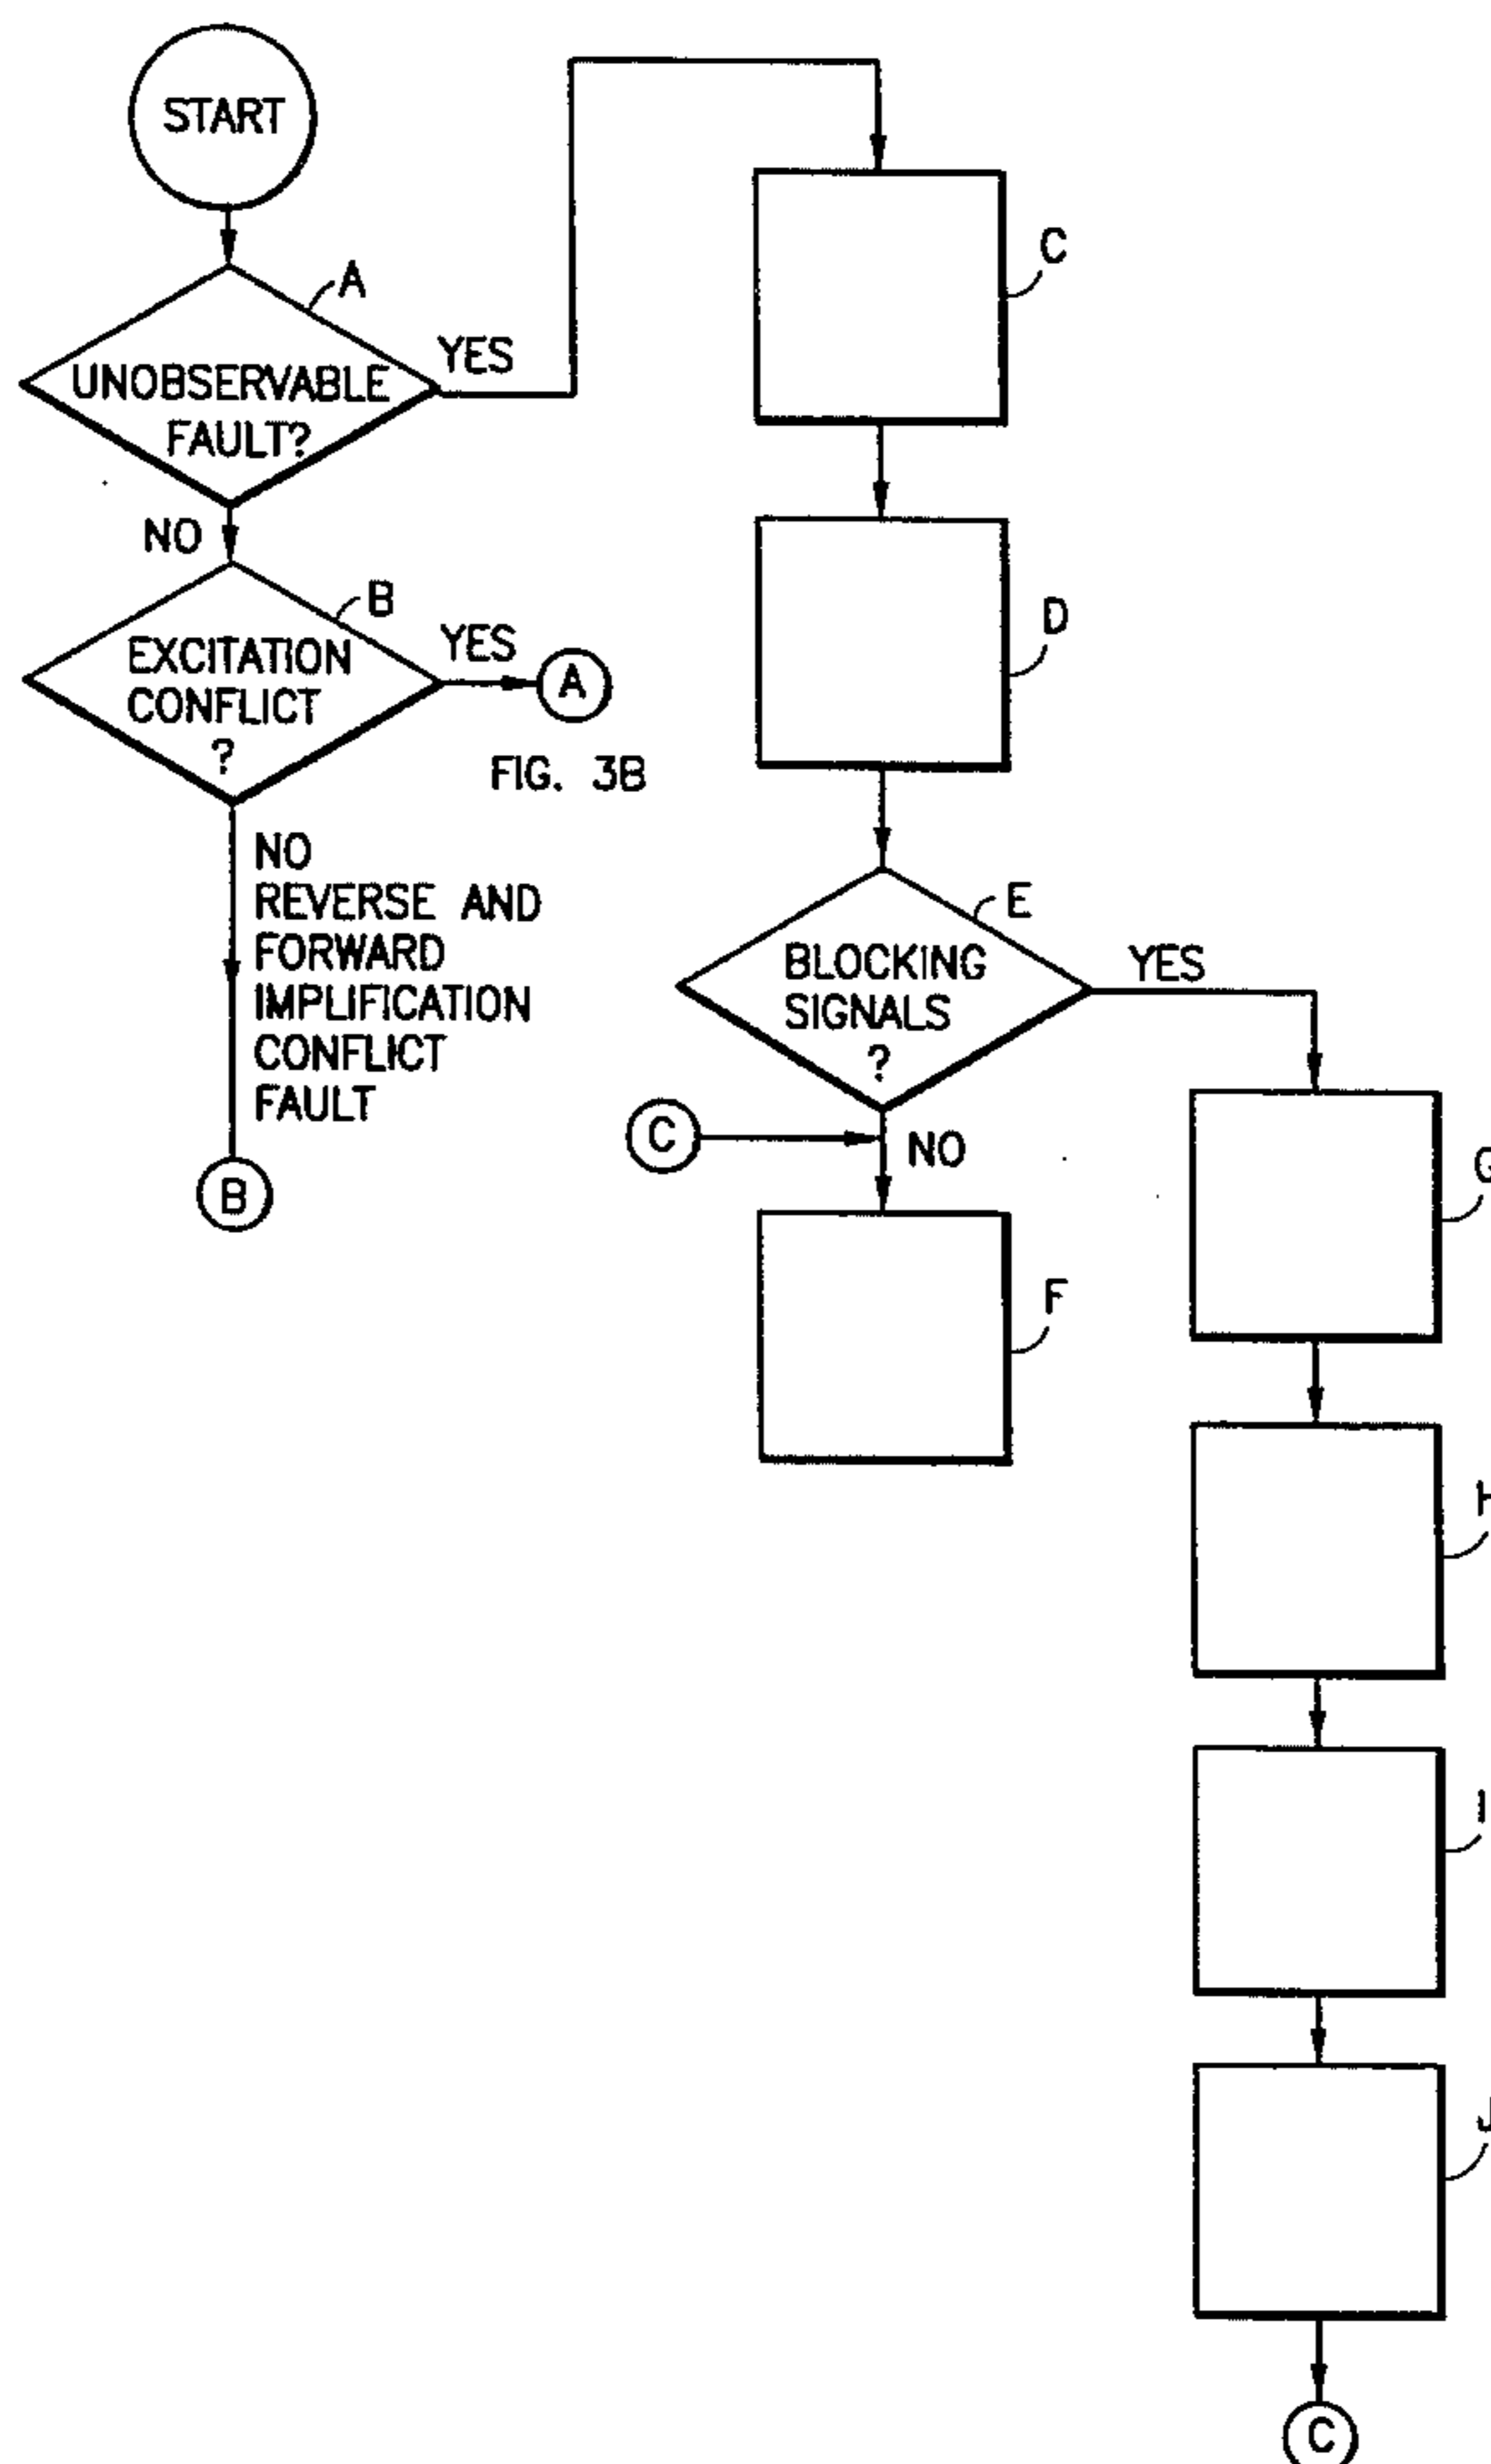 START
A
UNOBSERVABLE
FAULT?
YES
NO
B
EXCITATION
CONFLICT
?
YES
A
FIG. 3B
NO
REVERSE AND
FORWARD
IMPLIFICATION
CONFLICT
FAULT
B
C
D
E
BLOCKING
SIGNALS
?
YES
C
NO
F
G
H
I
J
C